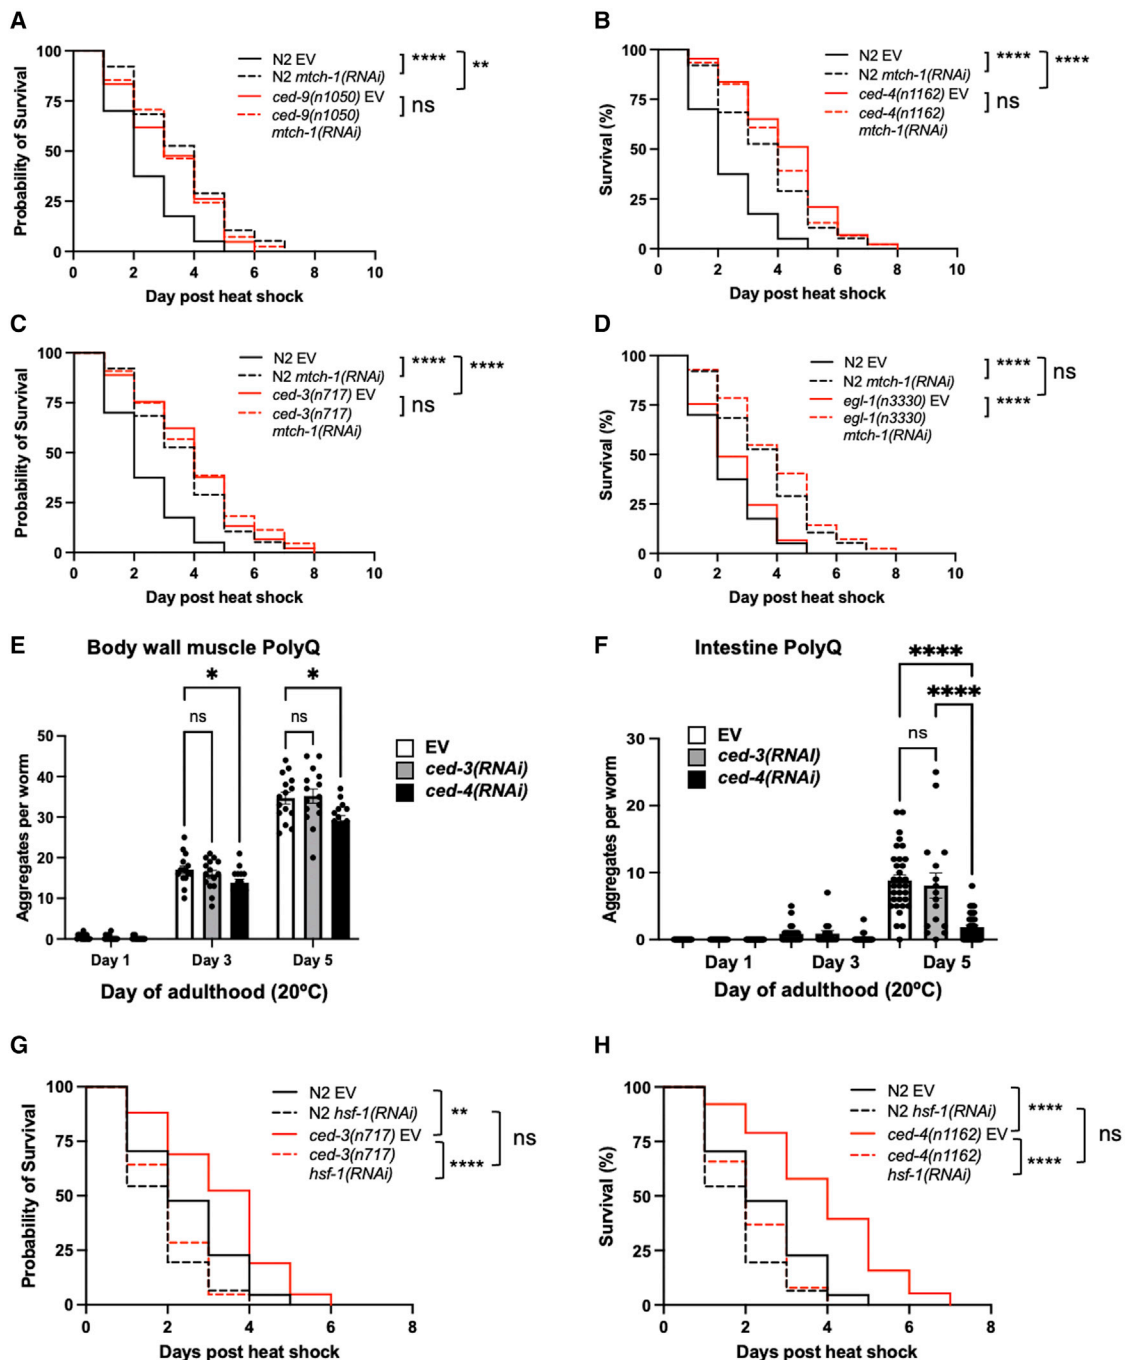 A
100
75
50
25
0
Probability of Survival
0 2 4 6 8 10
Day post heat shock
N2 EV
N2 mtch-1(RNAi)
ced-9(n1050) EV
ced-9(n1050)
mtch-1(RNAi)
****
**
ns
B
100
75
50
25
0
Survival (%)
0 2 4 6 8 10
Day post heat shock
N2 EV
N2 mtch-1(RNAi)
ced-4(n1162) EV
ced-4(n1162)
mtch-1(RNAi)
****
****
ns
C
100
75
50
25
0
Probability of Survival
0 2 4 6 8 10
Day post heat shock
N2 EV
N2 mtch-1(RNAi)
ced-3(n717) EV
ced-3(n717)
mtch-1(RNAi)
****
****
ns
D
100
75
50
25
0
Survival (%)
0 2 4 6 8 10
Day post heat shock
N2 EV
N2 mtch-1(RNAi)
egl-1(n3330) EV
egl-1(n3330)
mtch-1(RNAi)
****
ns
****
E
Body wall muscle PolyQ
50
40
30
20
10
0
Aggregates per worm
* *
ns ns
EV
ced-3(RNAi)
ced-4(RNAi)
Day 1 Day 3 Day 5
Day of adulthood (20ºC)
F
Intestine PolyQ
30
20
10
0
Aggregates per worm
****
****
ns
EV
ced-3(RNAI)
ced-4(RNAi)
Day 1 Day 3 Day 5
Day of adulthood (20ºC)
G
100
75
50
25
0
Probability of Survival
0 2 4 6 8
Days post heat shock
N2 EV
N2 hsf-1(RNAi)
ced-3(n717) EV
ced-3(n717)
hsf-1(RNAi)
**
ns
****
H
100
75
50
25
0
Survival (%)
0 2 4 6 8
Days post heat shock
N2 EV
N2 hsf-1(RNAi)
ced-4(n1162) EV
ced-4(n1162)
hsf-1(RNAi)
****
ns
****